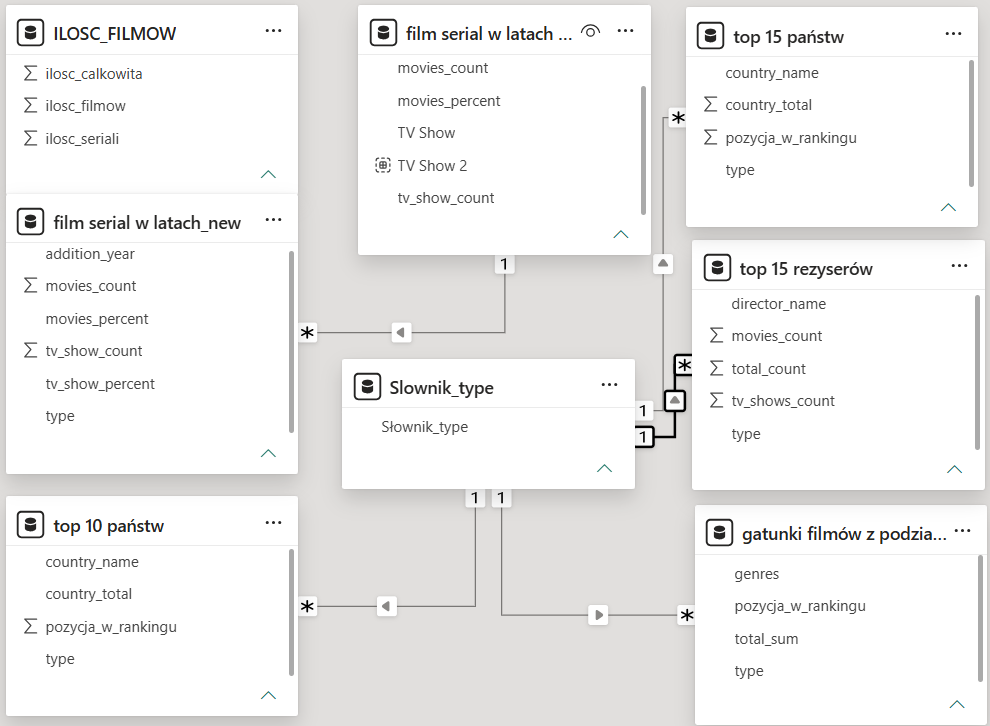 ILOSC_FILMOW
ilosc_calkowita
ilosc_filmow
ilosc_seriali
film serial w latach ...
movies_count
movies_percent
TV Show
TV Show 2
tv_show_count
top 15 państw
country_name
country_total
pozycja_w_rankingu
type
film serial w latach_new
addition_year
movies_count
movies_percent
tv_show_count
tv_show_percent
type
1
*
*
top 15 rezyserów
director_name
movies_count
total_count
tv_shows_count
type
*
Slownik_type
Słownik_type
1
1
1
1
top 10 państw
country_name
country_total
pozycja_w_rankingu
type
*
gatunki filmów z podzia...
genres
pozycja_w_rankingu
total_sum
type
*